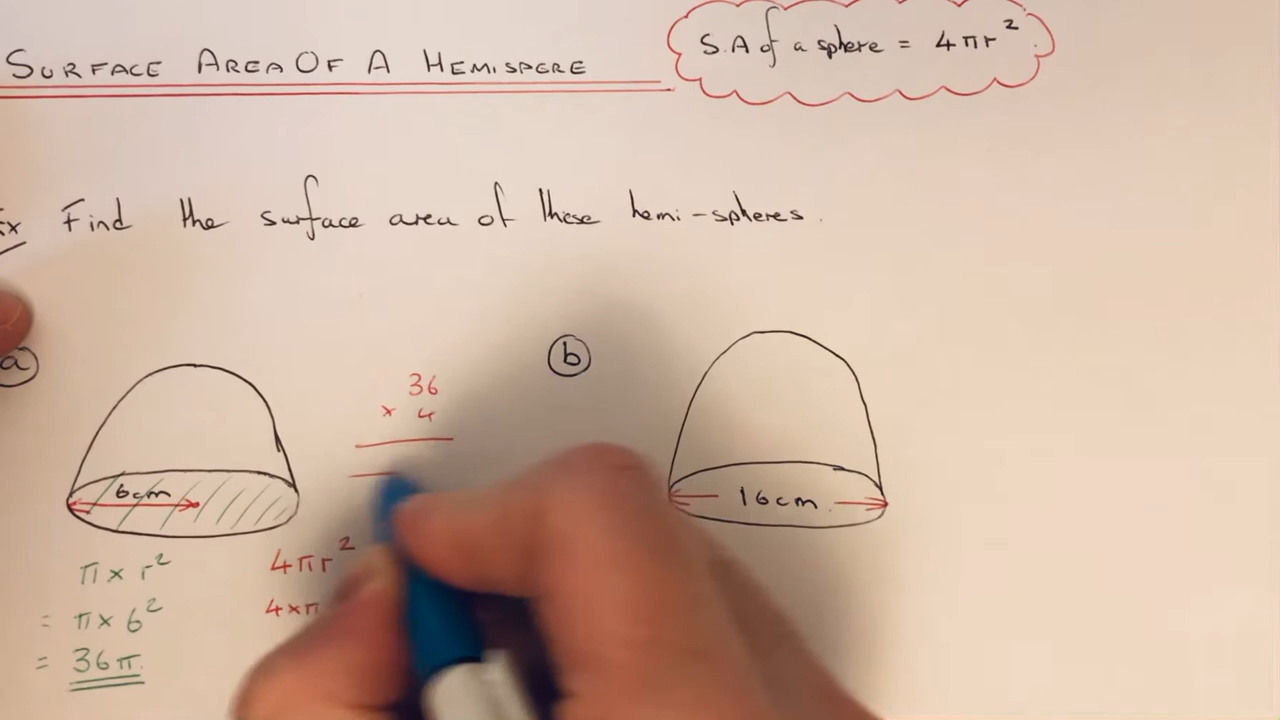 SURFACE AREA OF A HEMISPERE
S.A of a sphere = 4πr²
Ex Find the surface area of these hemi-spheres.
a
36
× 4
6cm
π × r²
= π × 6²
= 36π
4πr²
4×π
b
16cm